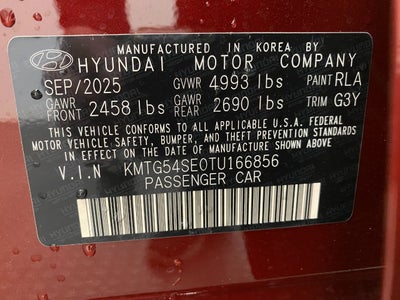 MANUFACTURED IN KOREA BY
HYUNDAI MOTOR COMPANY
SEP/2025 GVWR 4993 lbs PAINT RLA
GAWR FRONT 2458 lbs GAWR REAR 2690 lbs TRIM G3Y
THIS VEHICLE CONFORMS TO ALL APPLICABLE U.S.A. FEDERAL
MOTOR VEHICLE SAFETY, BUMPER, AND THEFT PREVENTION
STANDARDS IN EFFECT ON THE DATE OF MANUFACTURE SHOWN ABOVE.
V.I.N KMTG54SE0TU166856
PASSENGER CAR